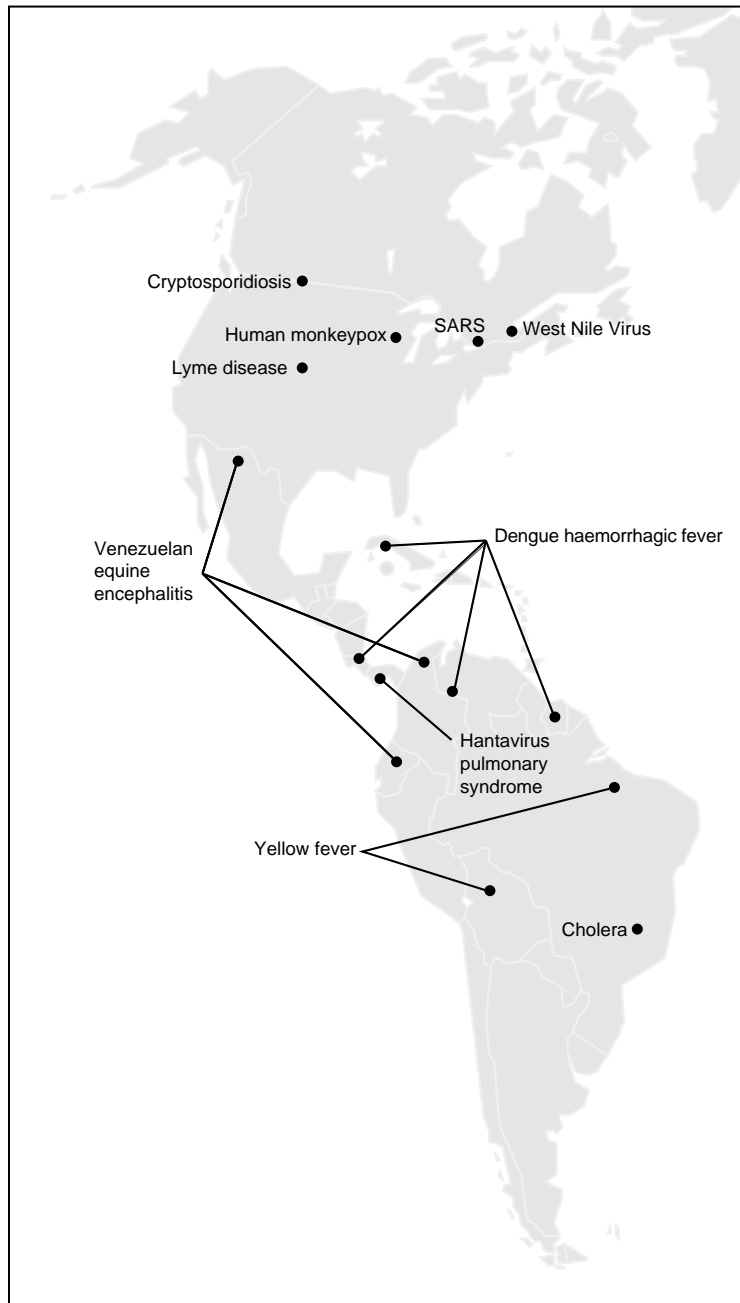 Cryptosporidiosis
Human monkeypox
SARS
West Nile Virus
Lyme disease
Venezuelan
equine
encephalitis
Dengue haemorrhagic fever
Hantavirus
pulmonary
syndrome
Yellow fever
Cholera